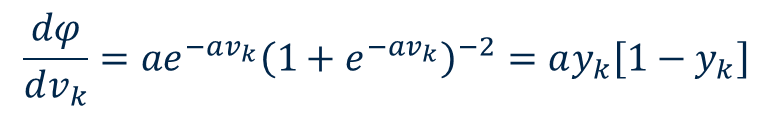 dφ/dv_k = ae^{-av_k}(1 + e^{-av_k})^{-2} = ay_k[1 − y_k]